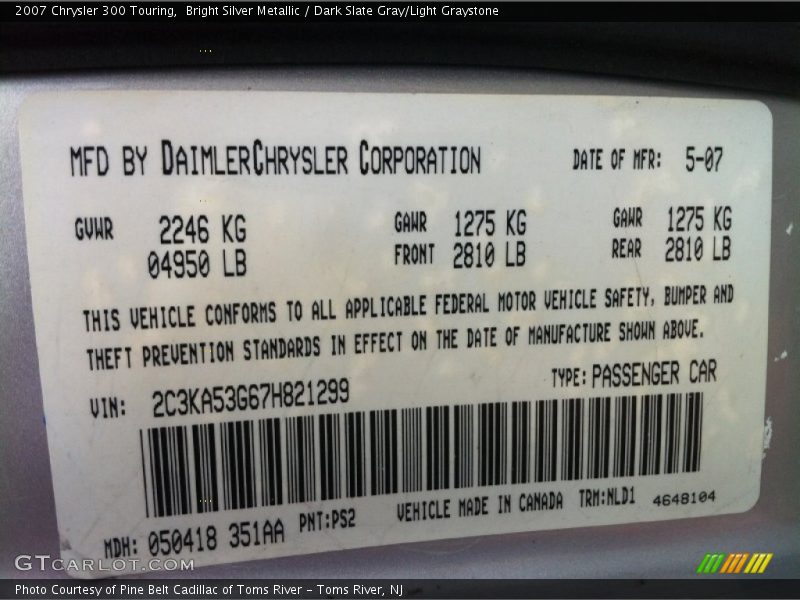 2007 Chrysler 300 Touring,  Bright Silver Metallic / Dark Slate Gray/Light Graystone
MFD BY DAIMLERCHRYSLER CORPORATION DATE OF MFR: 5-07
GVWR 2246 KG GAWR 1275 KG GAWR 1275 KG
04950 LB FRONT 2810 LB REAR 2810 LB
THIS VEHICLE CONFORMS TO ALL APPLICABLE FEDERAL MOTOR VEHICLE SAFETY, BUMPER AND
THEFT PREVENTION STANDARDS IN EFFECT ON THE DATE OF MANUFACTURE SHOWN ABOVE.
VIN: 2C3KA53G67H821299 TYPE: PASSENGER CAR
MDH: 050418 351AA PNT:PS2 VEHICLE MADE IN CANADA TRM:NLD1 4648104
GTCARLOT.COM
Photo Courtesy of Pine Belt Cadillac of Toms River – Toms River, NJ